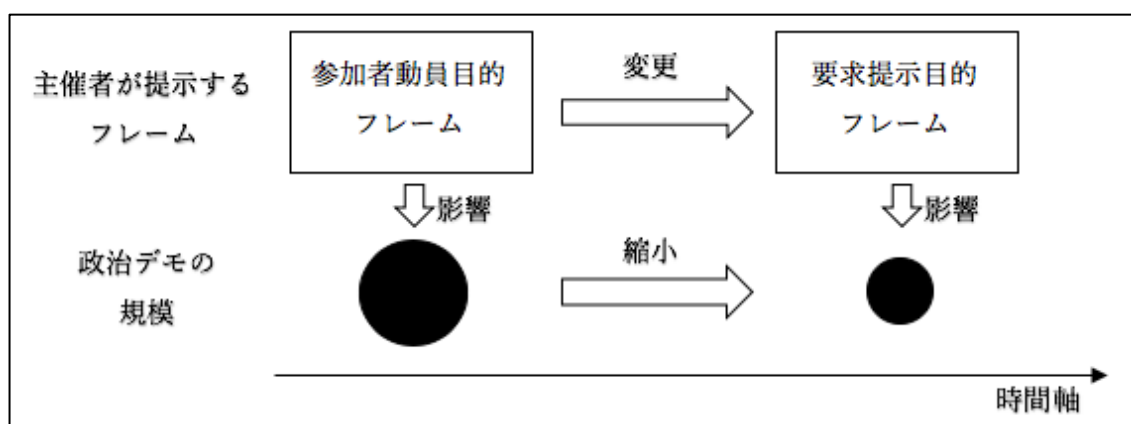 主催者が提示する
フレーム
参加者動員目的
フレーム
変更
要求提示目的
フレーム
影響
影響
政治デモの
規模
縮小
時間軸